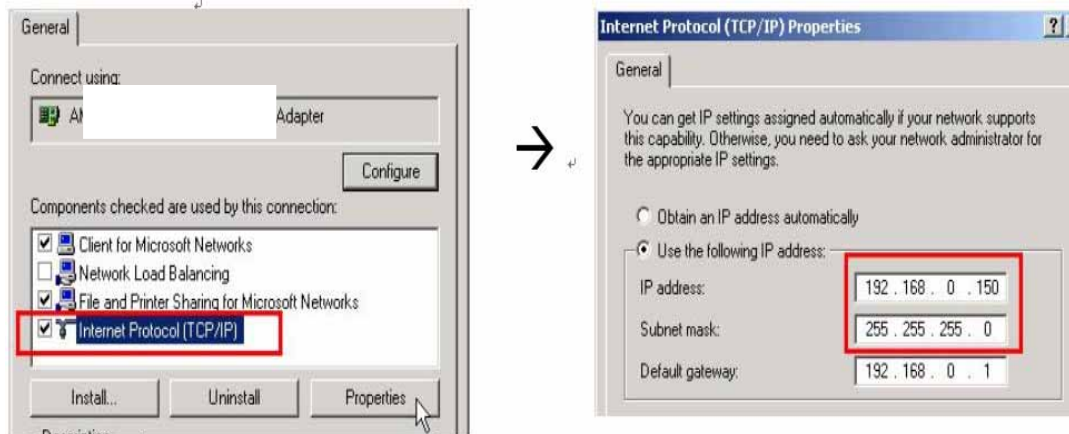 General
Connect using:
Adapter
Configure
Components checked are used by this connection:
Client for Microsoft Networks
Network Load Balancing
File and Printer Sharing for Microsoft Networks
Internet Protocol (TCP/IP)
Install...
Uninstall
Properties
Internet Protocol (TCP/IP) Properties
?
General
You can get IP settings assigned automatically if your network supports
this capability. Otherwise, you need to ask your network administrator for
the appropriate IP settings.
Obtain an IP address automatically
Use the following IP address:
IP address:
192 . 168 . 0 . 150
Subnet mask:
255 . 255 . 255 . 0
Default gateway:
192 . 168 . 0 . 1